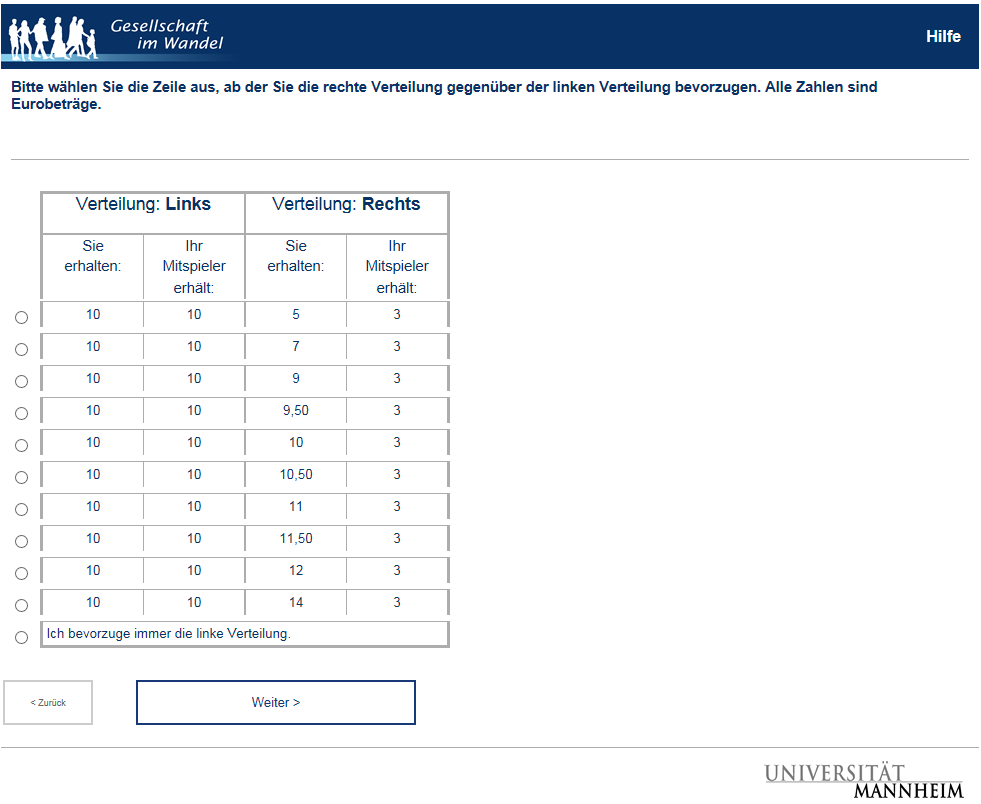 Gesellschaft
im Wandel
Hilfe
Bitte wählen Sie die Zeile aus, ab der Sie die rechte Verteilung gegenüber der linken Verteilung bevorzugen. Alle Zahlen sind
Eurobeträge.
Verteilung: Links Verteilung: Rechts
Sie Ihr Sie Ihr
erhalten: Mitspieler erhalten: Mitspieler
erhält: erhält:
10 10 5 3
10 10 7 3
10 10 9 3
10 10 9,50 3
10 10 10 3
10 10 10,50 3
10 10 11 3
10 10 11,50 3
10 10 12 3
10 10 14 3
Ich bevorzuge immer die linke Verteilung.
< Zurück Weiter >
UNIVERSITÄT
MANNHEIM